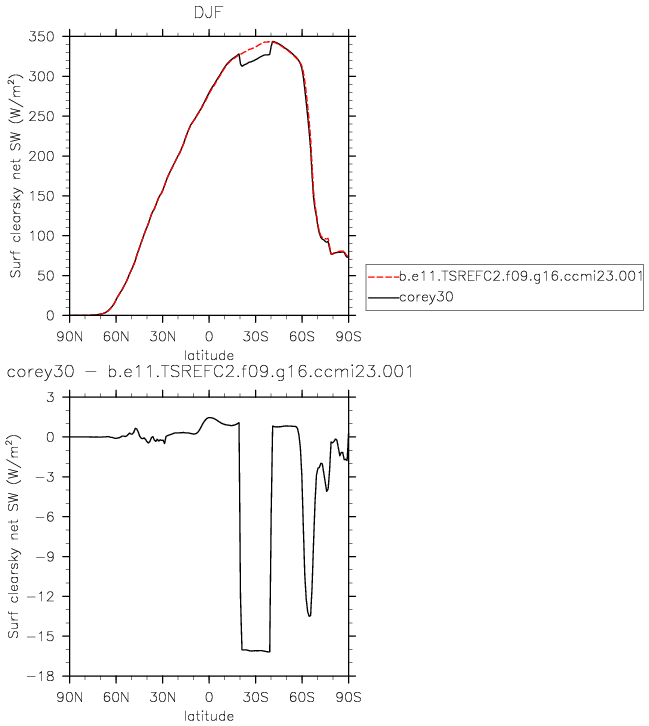 DJF
350
300
250
200
150
100
50
0
Surf clearsky net SW (W/m²)
90N 60N 30N 0 30S 60S 90S
latitude
b.e11.TSREFC2.f09.g16.ccmi23.001
corey30
corey30 − b.e11.TSREFC2.f09.g16.ccmi23.001
3
0
−3
−6
−9
−12
−15
−18
Surf clearsky net SW (W/m²)
90N 60N 30N 0 30S 60S 90S
latitude